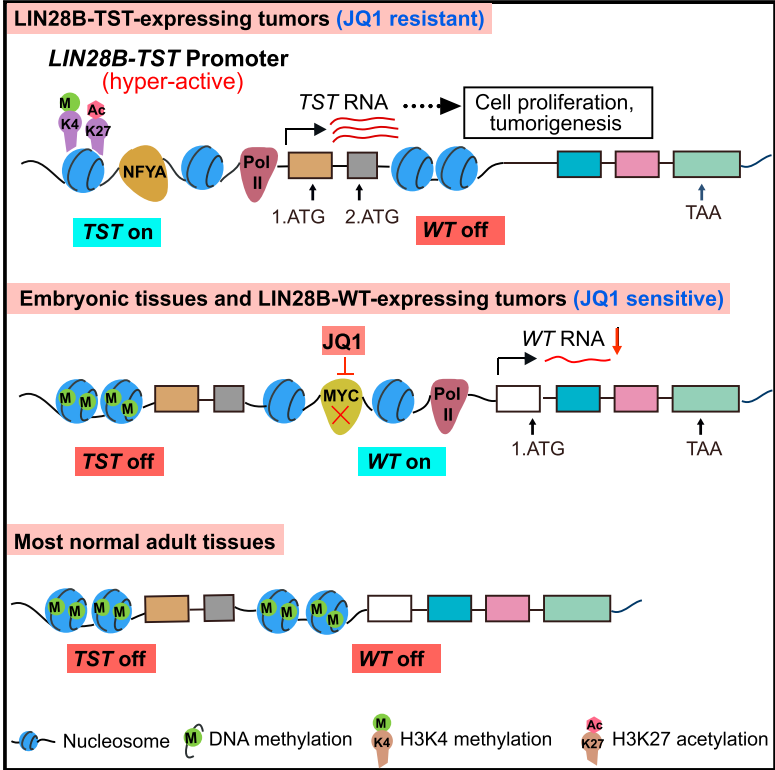 LIN28B-TST-expressing tumors (JQ1 resistant)
LIN28B-TST Promoter
(hyper-active)
M
Ac
K4
K27
NFYA
Pol
II
TST RNA
Cell proliferation,
tumorigenesis
1.ATG
2.ATG
TAA
TST on
WT off
Embryonic tissues and LIN28B-WT-expressing tumors (JQ1 sensitive)
JQ1
WT RNA
M
M
M
M
MYC
Pol
II
1.ATG
TAA
TST off
WT on
Most normal adult tissues
M
M
M
M
M
M
M
M
TST off
WT off
Nucleosome
M
DNA methylation
M
K4
H3K4 methylation
Ac
K27
H3K27 acetylation